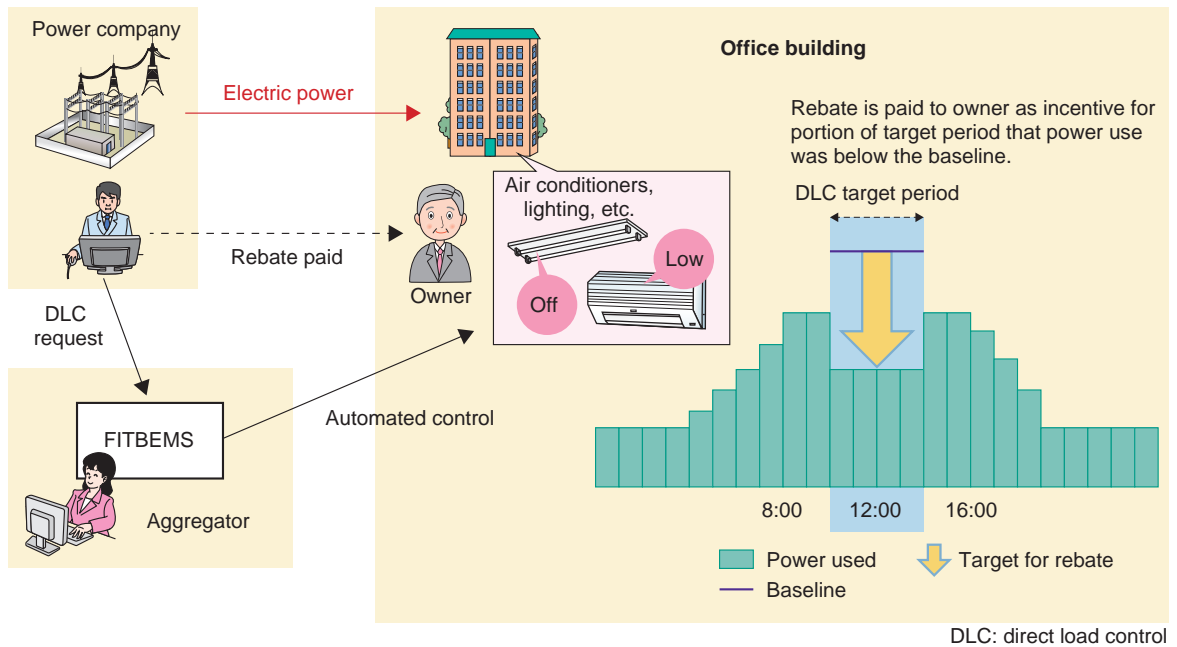 Power company
Electric power
Office building
Rebate is paid to owner as incentive for
portion of target period that power use
was below the baseline.
DLC target period
Air conditioners,
lighting, etc.
Low
Off
Rebate paid
Owner
DLC
request
Automated control
FITBEMS
Aggregator
8:00
12:00
16:00
Power used
Target for rebate
Baseline
DLC: direct load control